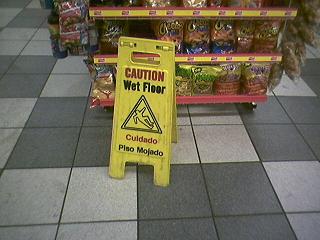 CAUTION
Wet Floor
Cuidado
Piso Mojado